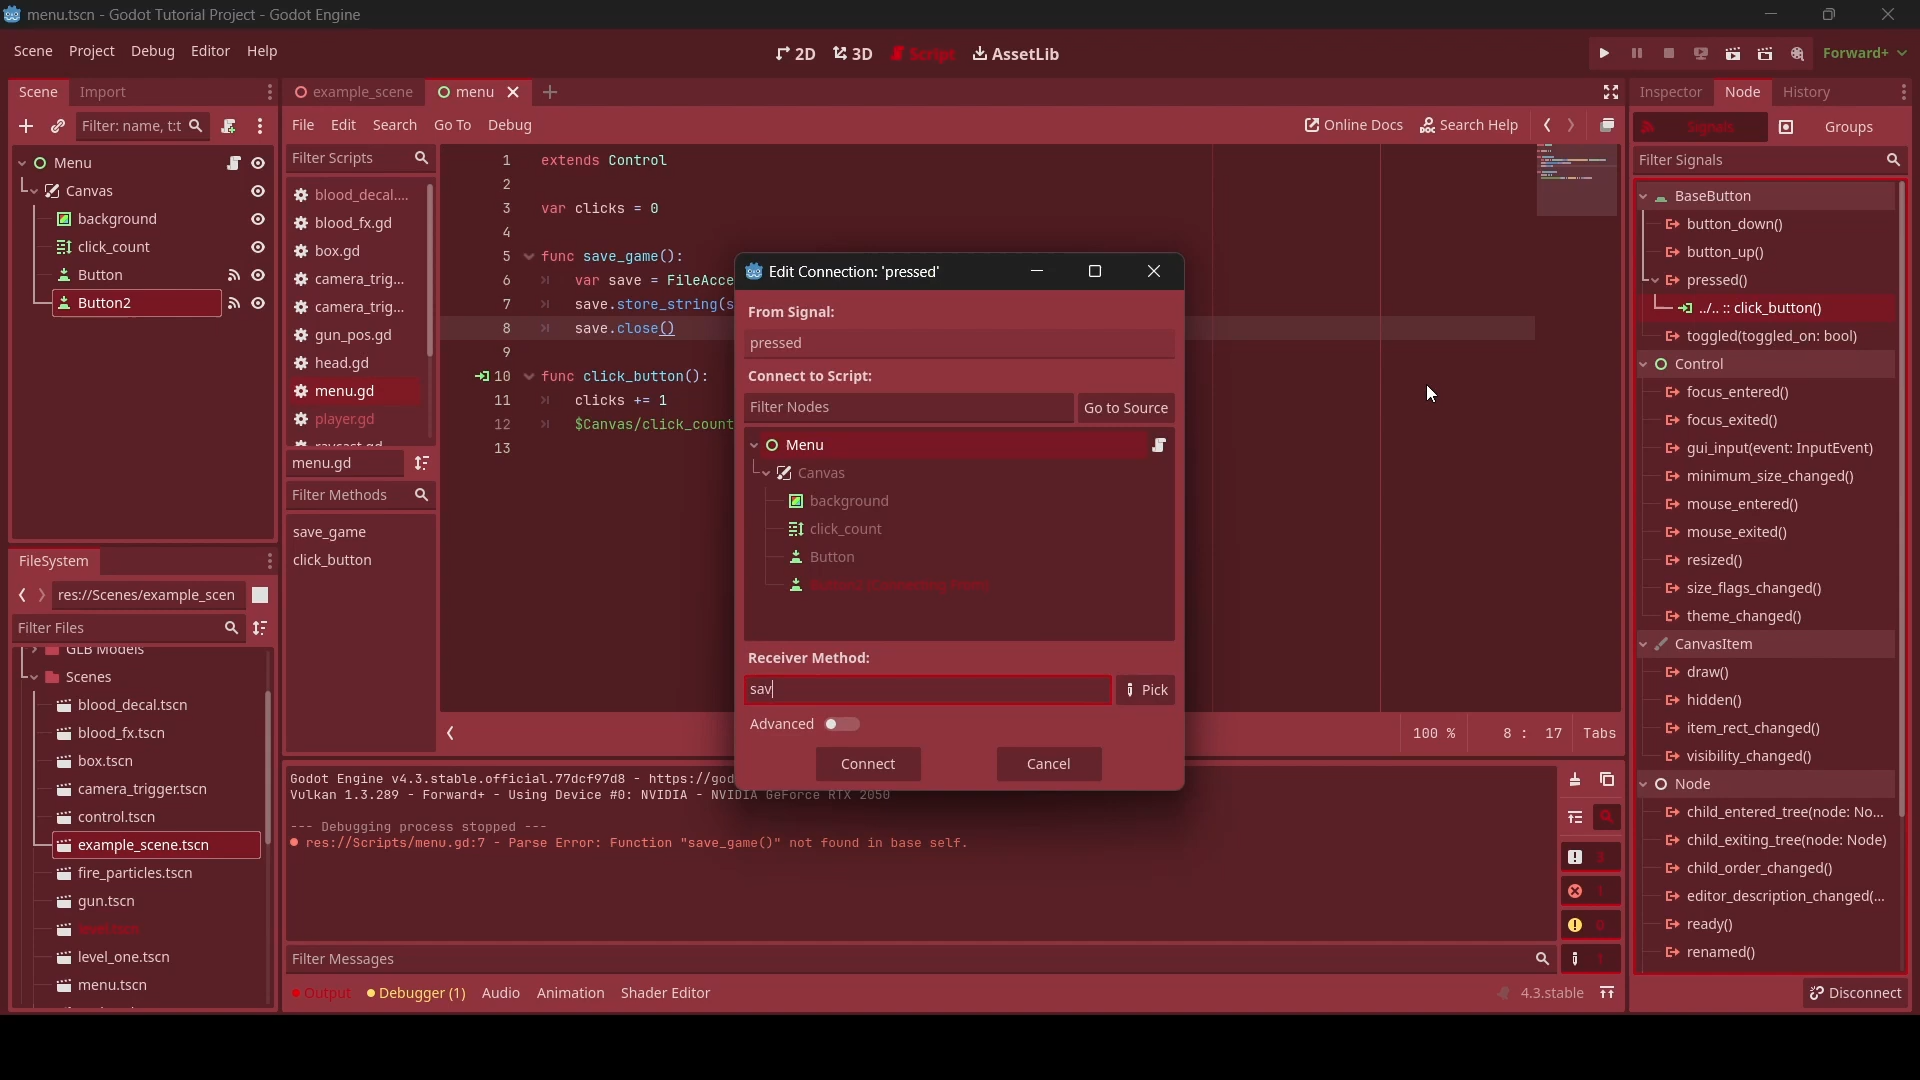 menu.tscn - Godot Tutorial Project - Godot Engine
Scene Project Debug Editor Help
2D 3D Script AssetLib
Forward+
Scene Import
Filter: name, t:t
Menu
Canvas
background
click_count
Button
Button2
FileSystem
res://Scenes/example_scen
Filter Files
GLB Models
Scenes
blood_decal.tscn
blood_fx.tscn
box.tscn
camera_trigger.tscn
control.tscn
example_scene.tscn
fire_particles.tscn
gun.tscn
level.tscn
level_one.tscn
menu.tscn
example_scene menu
File Edit Search Go To Debug
Online Docs Search Help
Filter Scripts
blood_decal....
blood_fx.gd
box.gd
camera_trig...
camera_trig...
gun_pos.gd
head.gd
menu.gd
player.gd
raycast.gd
menu.gd
Filter Methods
save_game
click_button
1 extends Control
2
3 var clicks = 0
4
5 func save_game():
6 var save = FileAcce
7 save.store_string(s
8 save.close()
9
10 func click_button():
11 clicks += 1
12 $Canvas/click_count
13
100 % 8 : 17 Tabs
Edit Connection: 'pressed'
From Signal:
pressed
Connect to Script:
Filter Nodes Go to Source
Menu
Canvas
background
click_count
Button
Button2 (Connecting From)
Receiver Method:
sav Pick
Advanced
Connect Cancel
Godot Engine v4.3.stable.official.77dcf97d8 - https://god
Vulkan 1.3.289 - Forward+ - Using Device #0: NVIDIA - NVIDIA GeForce RTX 2050
--- Debugging process stopped ---
res://Scripts/menu.gd:7 - Parse Error: Function "save_game()" not found in base self.
3
1
0
1
Filter Messages
Output Debugger (1) Audio Animation Shader Editor
4.3.stable
Inspector Node History
Signals Groups
Filter Signals
BaseButton
button_down()
button_up()
pressed()
../.. :: click_button()
toggled(toggled_on: bool)
Control
focus_entered()
focus_exited()
gui_input(event: InputEvent)
minimum_size_changed()
mouse_entered()
mouse_exited()
resized()
size_flags_changed()
theme_changed()
CanvasItem
draw()
hidden()
item_rect_changed()
visibility_changed()
Node
child_entered_tree(node: No...
child_exiting_tree(node: Node)
child_order_changed()
editor_description_changed(...
ready()
renamed()
Disconnect